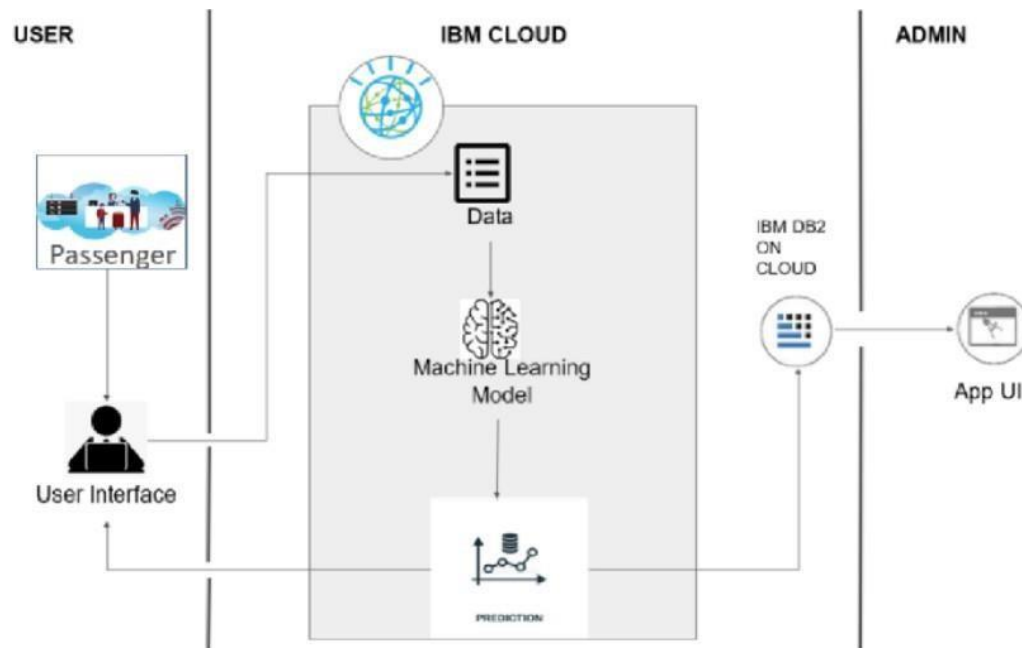 USER
IBM CLOUD
ADMIN
Passenger
Data
IBM DB2
ON
CLOUD
Machine Learning
Model
App UI
User Interface
PREDICTION